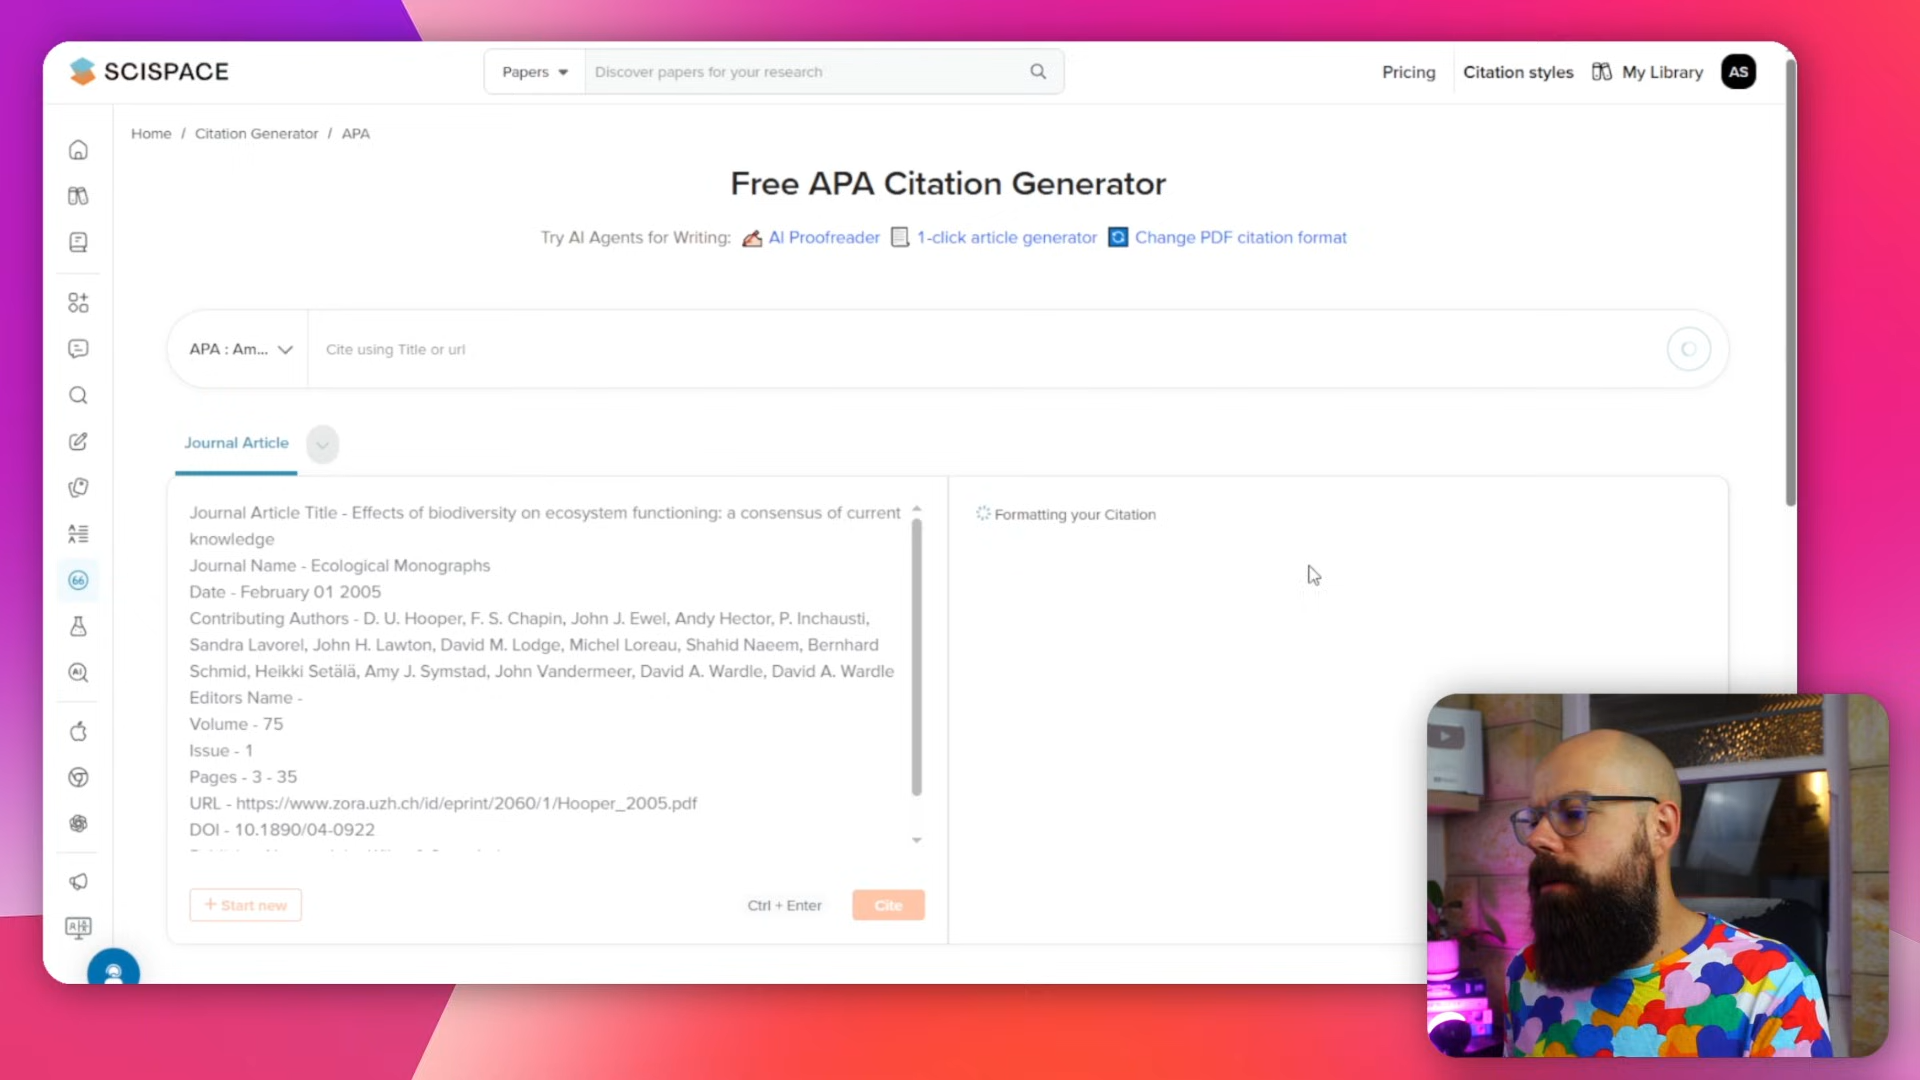 SCISPACE
Papers
Discover papers for your research
Pricing
Citation styles
My Library
AS
Home / Citation Generator / APA
Free APA Citation Generator
Try AI Agents for Writing: AI Proofreader 1-click article generator Change PDF citation format
APA : Am...
Cite using Title or url
Journal Article
Journal Article Title - Effects of biodiversity on ecosystem functioning: a consensus of current
knowledge
Journal Name - Ecological Monographs
Date - February 01 2005
Contributing Authors - D. U. Hooper, F. S. Chapin, John J. Ewel, Andy Hector, P. Inchausti,
Sandra Lavorel, John H. Lawton, David M. Lodge, Michel Loreau, Shahid Naeem, Bernhard
Schmid, Heikki Setälä, Amy J. Symstad, John Vandermeer, David A. Wardle, David A. Wardle
Editors Name -
Volume - 75
Issue - 1
Pages - 3 - 35
URL - https://www.zora.uzh.ch/id/eprint/2060/1/Hooper_2005.pdf
DOI - 10.1890/04-0922
+ Start new
Ctrl + Enter
Cite
Formatting your Citation